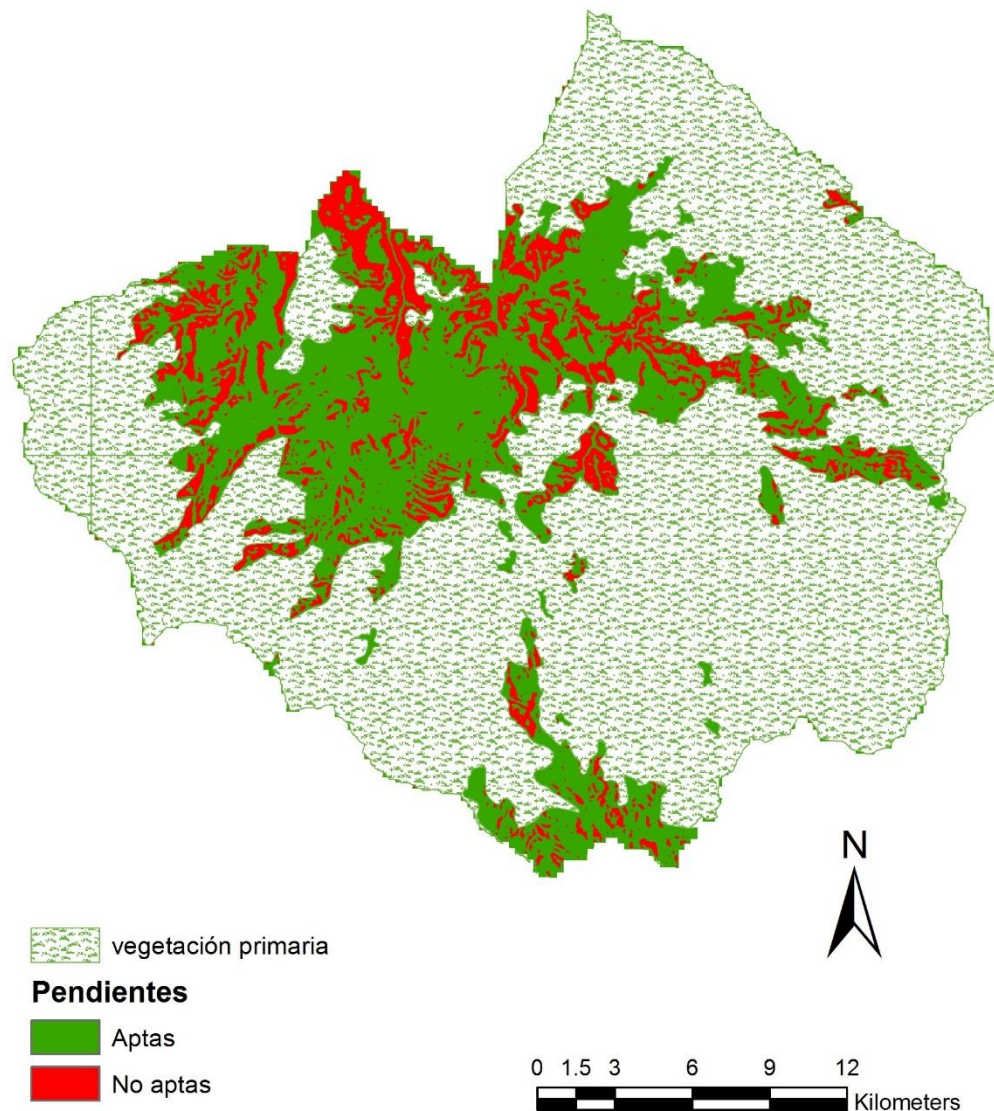 N
vegetación primaria
Pendientes
Aptas
No aptas
0 1.5 3 6 9 12
Kilometers